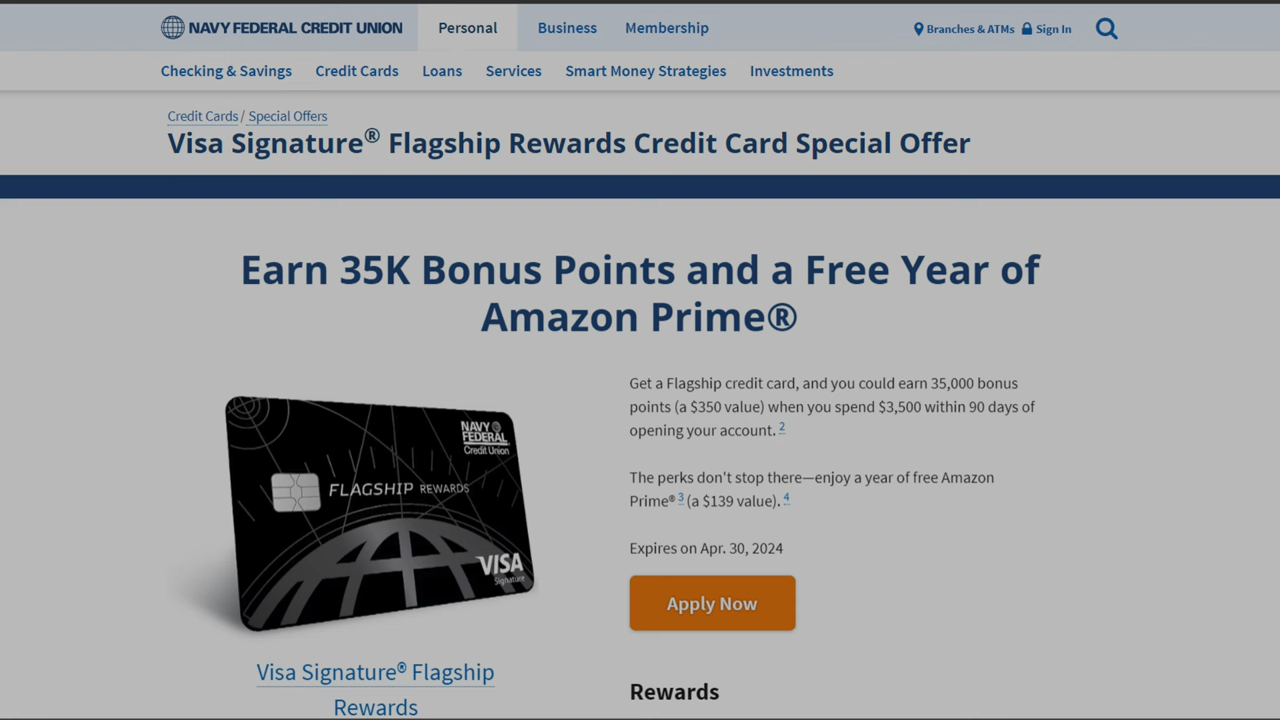 NAVY FEDERAL CREDIT UNION
Personal
Business
Membership
Branches & ATMs
Sign In
Checking & Savings
Credit Cards
Loans
Services
Smart Money Strategies
Investments
Credit Cards / Special Offers
Visa Signature® Flagship Rewards Credit Card Special Offer
Earn 35K Bonus Points and a Free Year of
Amazon Prime®
NAVY
FEDERAL
Credit Union
FLAGSHIP REWARDS
VISA
Signature
Visa Signature® Flagship
Rewards
Get a Flagship credit card, and you could earn 35,000 bonus
points (a $350 value) when you spend $3,500 within 90 days of
opening your account. 2
The perks don't stop there—enjoy a year of free Amazon
Prime® 3 (a $139 value). 4
Expires on Apr. 30, 2024
Apply Now
Rewards